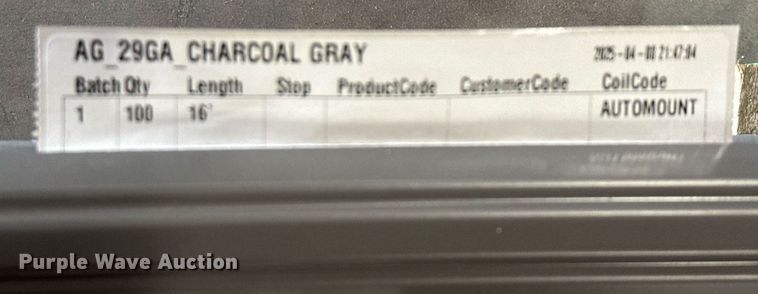 AG_29GA_CHARCOAL GRAY 2025-04-08 21:47:04
Batch Qty Length Stop ProductCode CustomerCode CoilCode
1 100 16' AUTOMOUNT
Purple Wave Auction